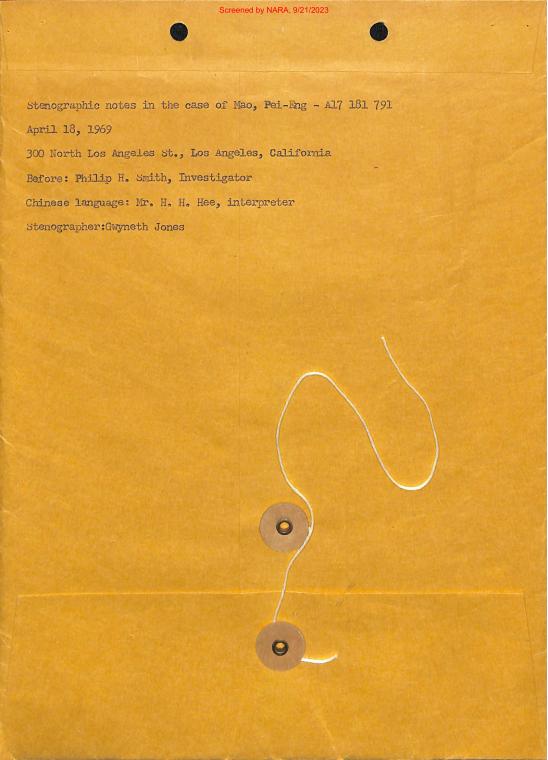 Screened by NARA, 9/21/2023
Stenographic notes in the case of Mao, Pei-Eng - A17 181 791
April 18, 1969
300 North Los Angeles St., Los Angeles, California
Before: Philip H. Smith, Investigator
Chinese language: Mr. H. H. Hee, interpreter
Stenographer:Gwyneth Jones